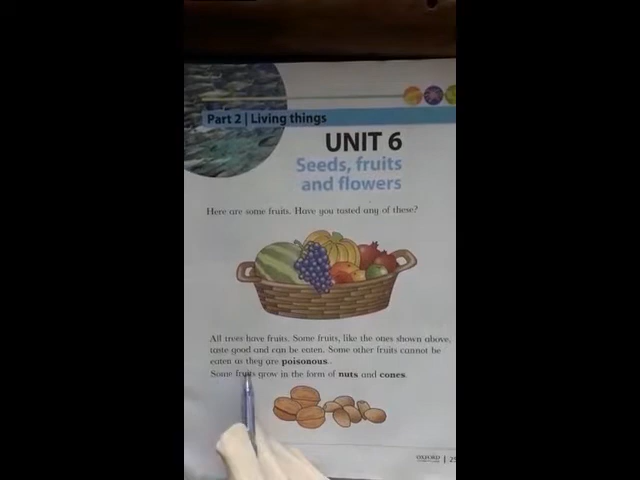 Part 2 | Living things
UNIT 6
Seeds, fruits
and flowers
Here are some fruits. Have you tasted any of these?
All trees have fruits. Some fruits, like the ones shown above,
taste good and can be eaten. Some other fruits cannot be
eaten as they are poisonous.
Some fruits grow in the form of nuts and cones.
OXFORD
25